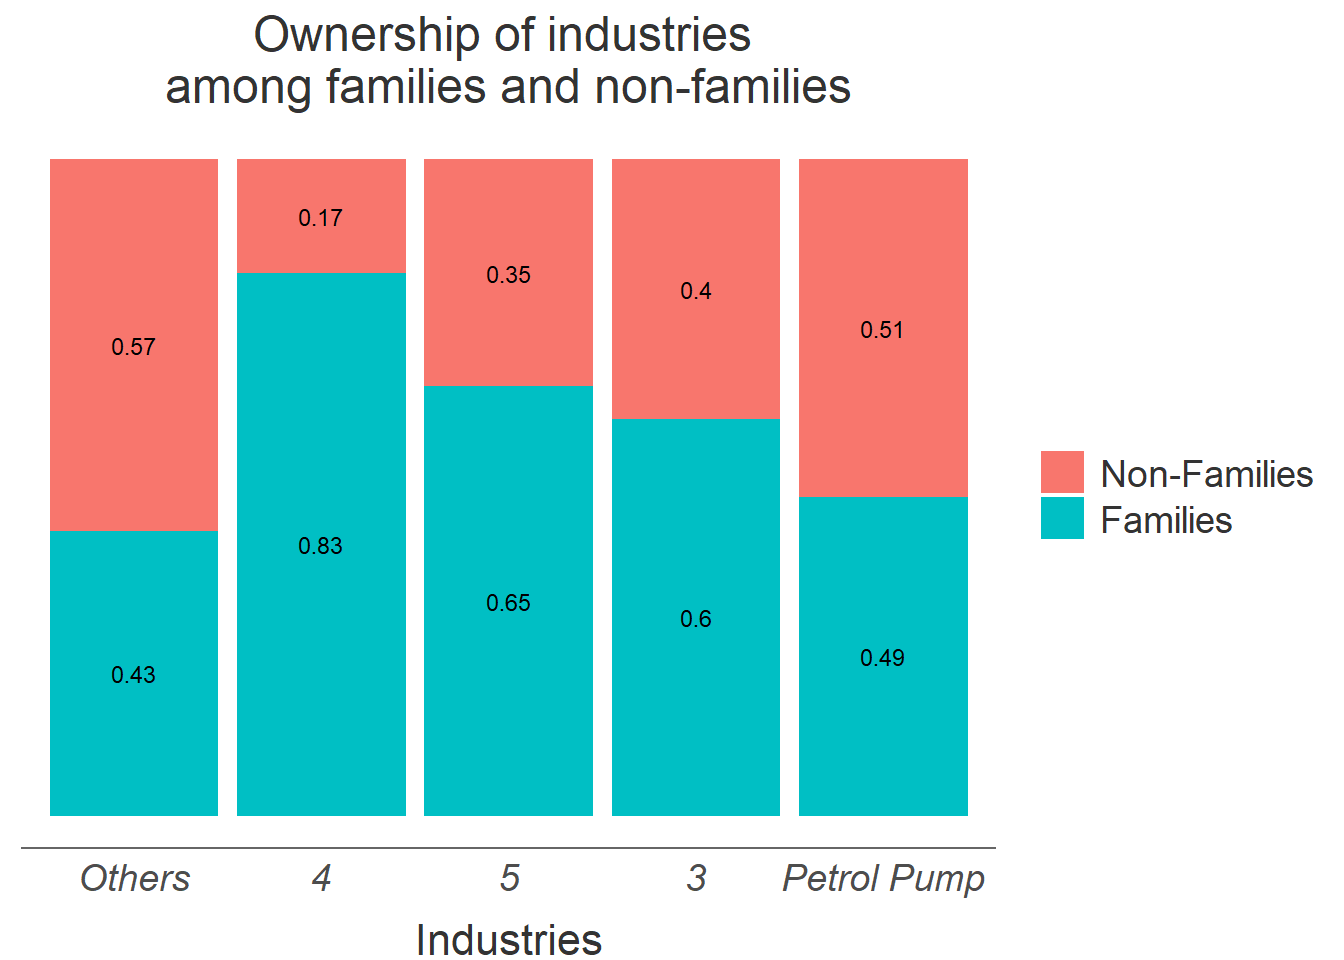 Ownership of industries
among families and non-families
0.57
0.17
0.35
0.4
0.51
0.43
0.83
0.65
0.6
0.49
Non-Families
Families
Others
4
5
3
Petrol Pump
Industries